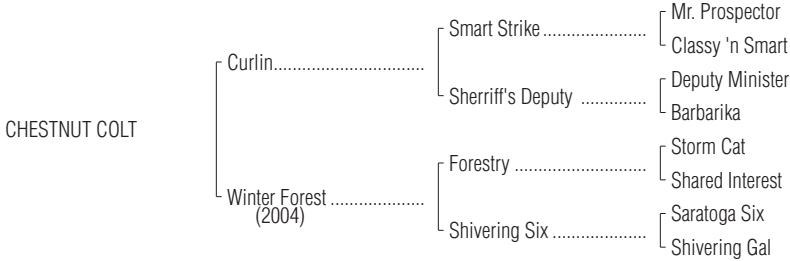 Mr. Prospector
Smart Strike ......................
Classy 'n Smart
Curlin................................
Deputy Minister
Sherriff's Deputy ..............
Barbarika
CHESTNUT COLT
Storm Cat
Forestry ............................
Shared Interest
Winter Forest ....................
(2004)
Saratoga Six
Shivering Six ....................
Shivering Gal